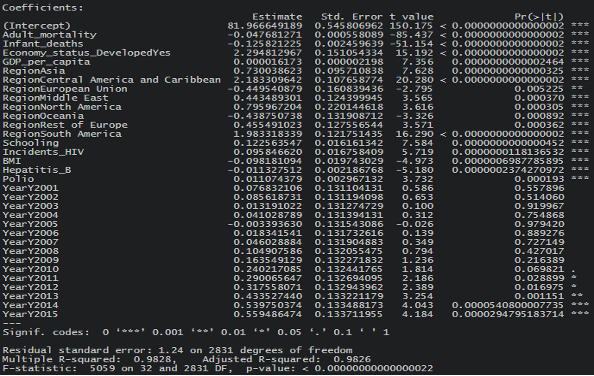 Coefficients:
Estimate Std. Error t value Pr(>|t|)
(Intercept) 81.966649189 0.545806962 150.175 < 0.0000000000000002 ***
Adult_mortality -0.047681271 0.000558089 -85.437 < 0.0000000000000002 ***
Infant_deaths -0.125821225 0.002459639 -51.154 < 0.0000000000000002 ***
Economy_status_DevelopedYes 2.294812967 0.151054334 15.192 < 0.0000000000000002 ***
GDP_per_capita 0.000016173 0.000002198 7.356 0.000000000000002464 ***
RegionAsia 0.730038623 0.095710838 7.628 0.000000000000000325 ***
RegionCentral America and Caribbean 2.183309642 0.107658774 20.280 < 0.0000000000000002 ***
RegionEuropean Union -0.449540879 0.160839436 -2.795 0.005225 **
RegionMiddle East 0.443489301 0.124399945 3.565 0.000370 ***
RegionNorth America 0.795967204 0.220144618 3.616 0.000305 ***
RegionOceania -0.438750738 0.131908712 -3.326 0.000892 ***
RegionRest of Europe 0.455491023 0.127556544 3.571 0.000362 ***
RegionSouth America 1.983318339 0.121751435 16.290 < 0.0000000000000002 ***
Schooling 0.122563547 0.016161342 7.584 0.000000000000000452 ***
Incidents_HIV 0.095846620 0.016758409 5.719 0.0000000118136532 ***
BMI -0.098181094 0.019743029 -4.973 0.0000006987785895 ***
Hepatitis_B -0.011327512 0.002186768 -5.180 0.0000002374270972 ***
Polio 0.011074379 0.002967132 3.732 0.000193 ***
YearY2001 0.076832106 0.131104131 0.586 0.557896
YearY2002 0.085618731 0.131194098 0.653 0.514060
YearY2003 0.013191022 0.131274729 0.100 0.919967
YearY2004 0.041028789 0.131394131 0.312 0.754868
YearY2005 -0.003393630 0.131543086 -0.026 0.979420
YearY2006 0.018341541 0.131732616 0.139 0.889276
YearY2007 0.046028884 0.131904883 0.349 0.727149
YearY2008 0.104907586 0.132055475 0.794 0.427017
YearY2009 0.163549129 0.132271832 1.236 0.216389
YearY2010 0.240217085 0.132441765 1.814 0.069821 .
YearY2011 0.290065647 0.132694095 2.186 0.028899 *
YearY2012 0.317558071 0.132943962 2.389 0.016975 *
YearY2013 0.433527440 0.133221179 3.254 0.001151 **
YearY2014 0.539750374 0.133488173 4.043 0.0000540800007735 ***
YearY2015 0.559486474 0.133711955 4.184 0.0000294795183714 ***
---
Signif. codes: 0 ‘***’ 0.001 ‘**’ 0.01 ‘*’ 0.05 ‘.’ 0.1 ‘ ’ 1
Residual standard error: 1.24 on 2831 degrees of freedom
Multiple R-squared: 0.9828, Adjusted R-squared: 0.9826
F-statistic: 5059 on 32 and 2831 DF, p-value: < 0.00000000000000022